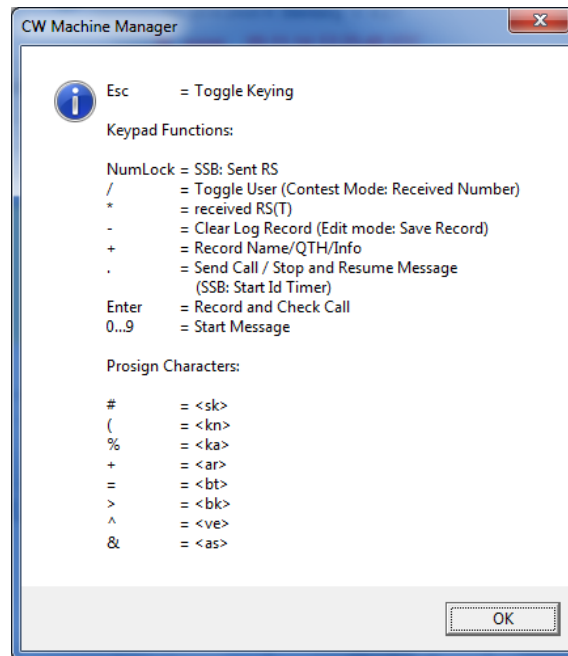 CW Machine Manager
Esc = Toggle Keying
Keypad Functions:
NumLock = SSB: Sent RS
/ = Toggle User (Contest Mode: Received Number)
* = received RS(T)
- = Clear Log Record (Edit mode: Save Record)
+ = Record Name/QTH/Info
. = Send Call / Stop and Resume Message
(SSB: Start Id Timer)
Enter = Record and Check Call
0...9 = Start Message
Prosign Characters:
# = <sk>
( = <kn>
% = <ka>
+ = <ar>
= = <bt>
> = <bk>
^ = <ve>
& = <as>
OK